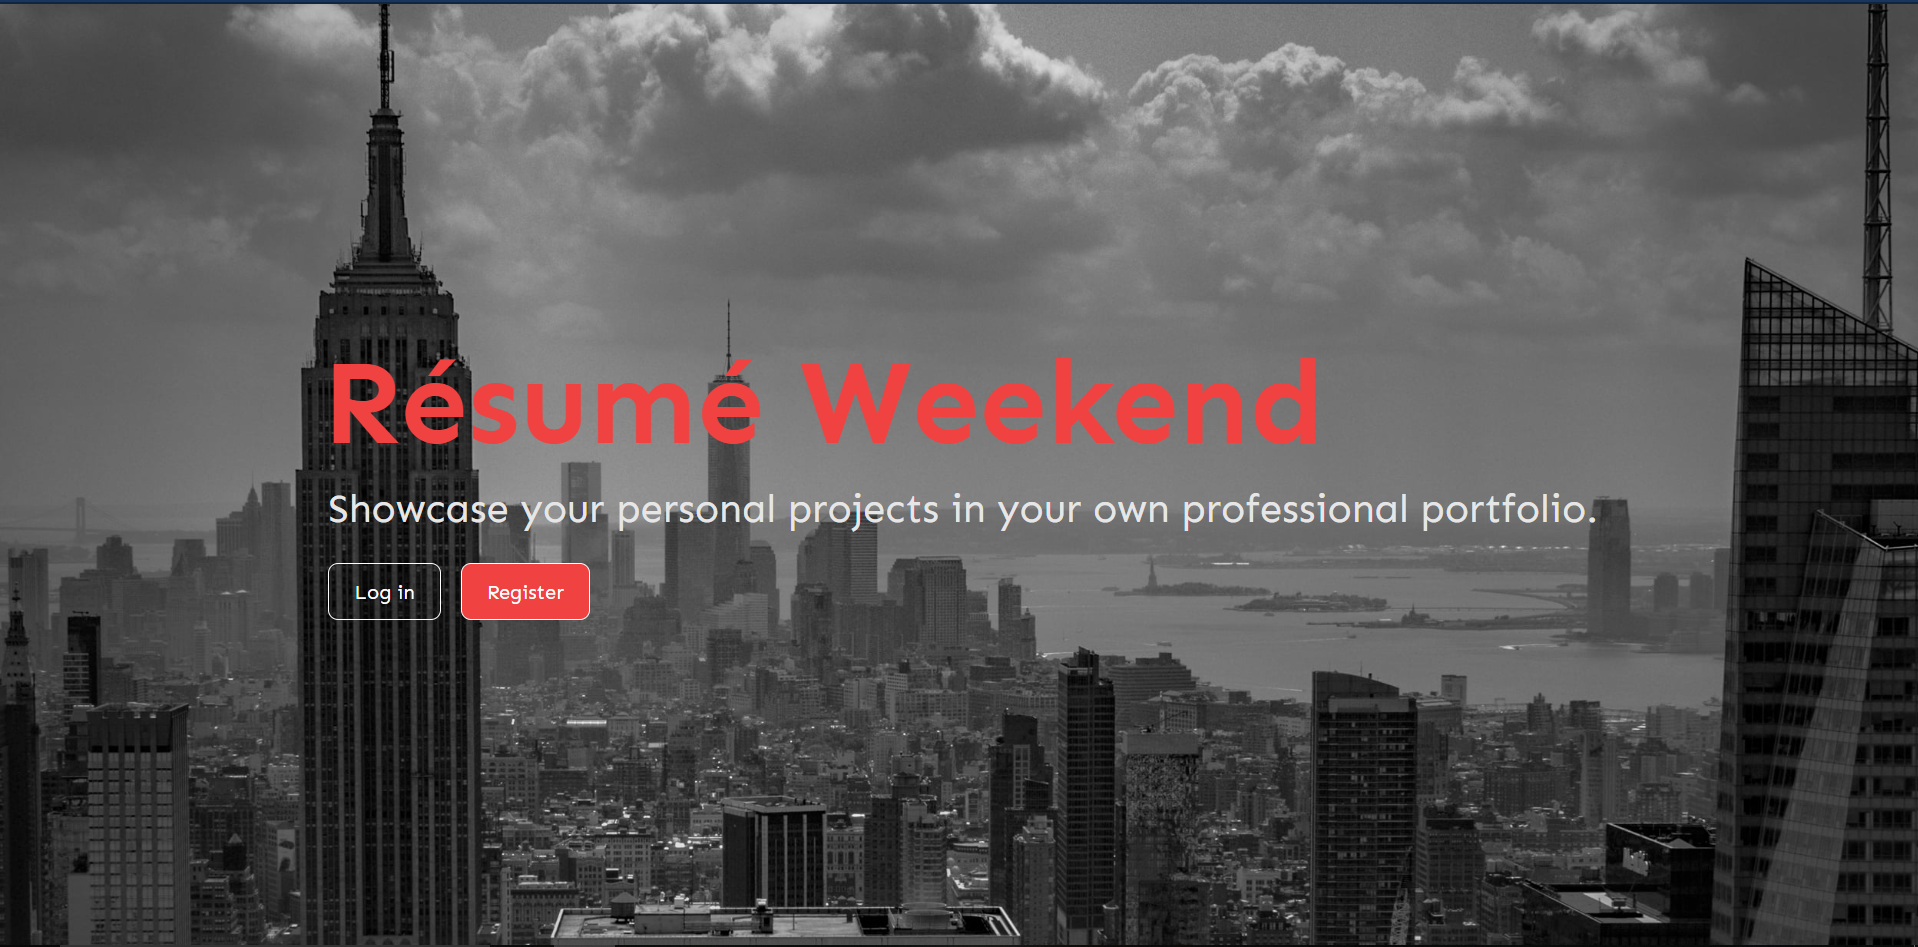 Résumé Weekend
Showcase your personal projects in your own professional portfolio.
Log in
Register